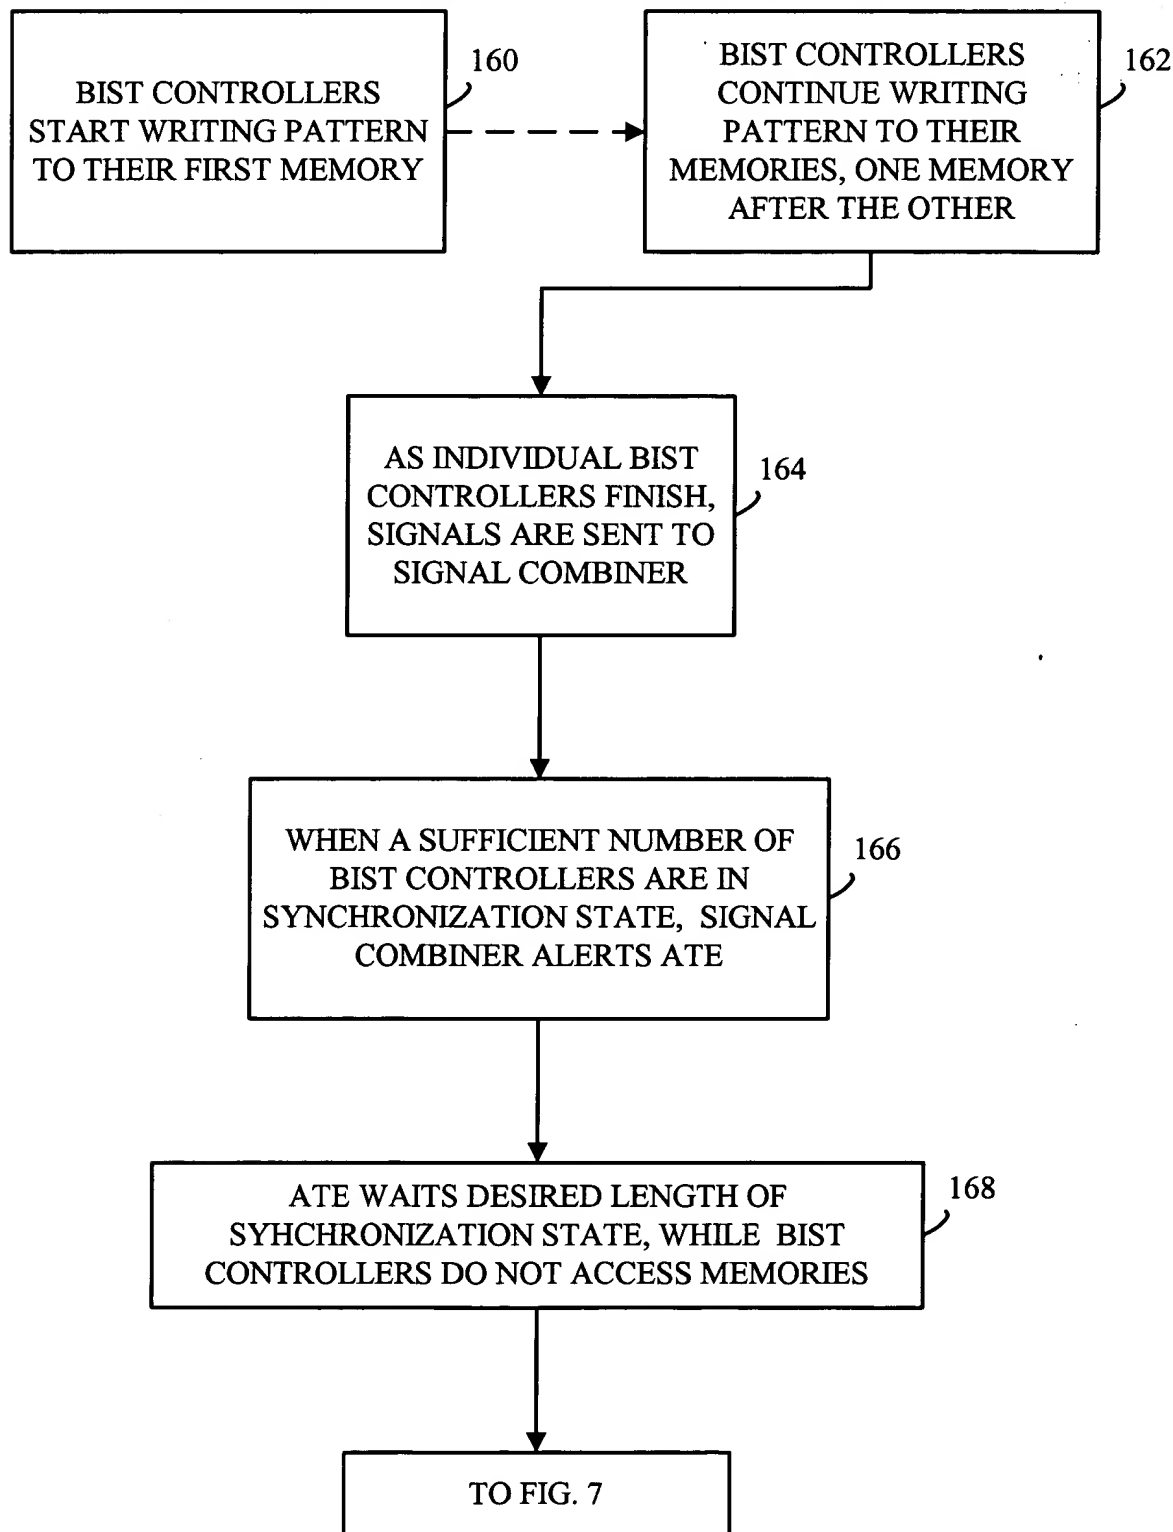 BIST CONTROLLERS
START WRITING PATTERN
TO THEIR FIRST MEMORY
160
BIST CONTROLLERS
CONTINUE WRITING
PATTERN TO THEIR
MEMORIES, ONE MEMORY
AFTER THE OTHER
162
AS INDIVIDUAL BIST
CONTROLLERS FINISH,
SIGNALS ARE SENT TO
SIGNAL COMBINER
164
WHEN A SUFFICIENT NUMBER OF
BIST CONTROLLERS ARE IN
SYNCHRONIZATION STATE, SIGNAL
COMBINER ALERTS ATE
166
ATE WAITS DESIRED LENGTH OF
SYHCHRONIZATION STATE, WHILE BIST
CONTROLLERS DO NOT ACCESS MEMORIES
168
TO FIG. 7